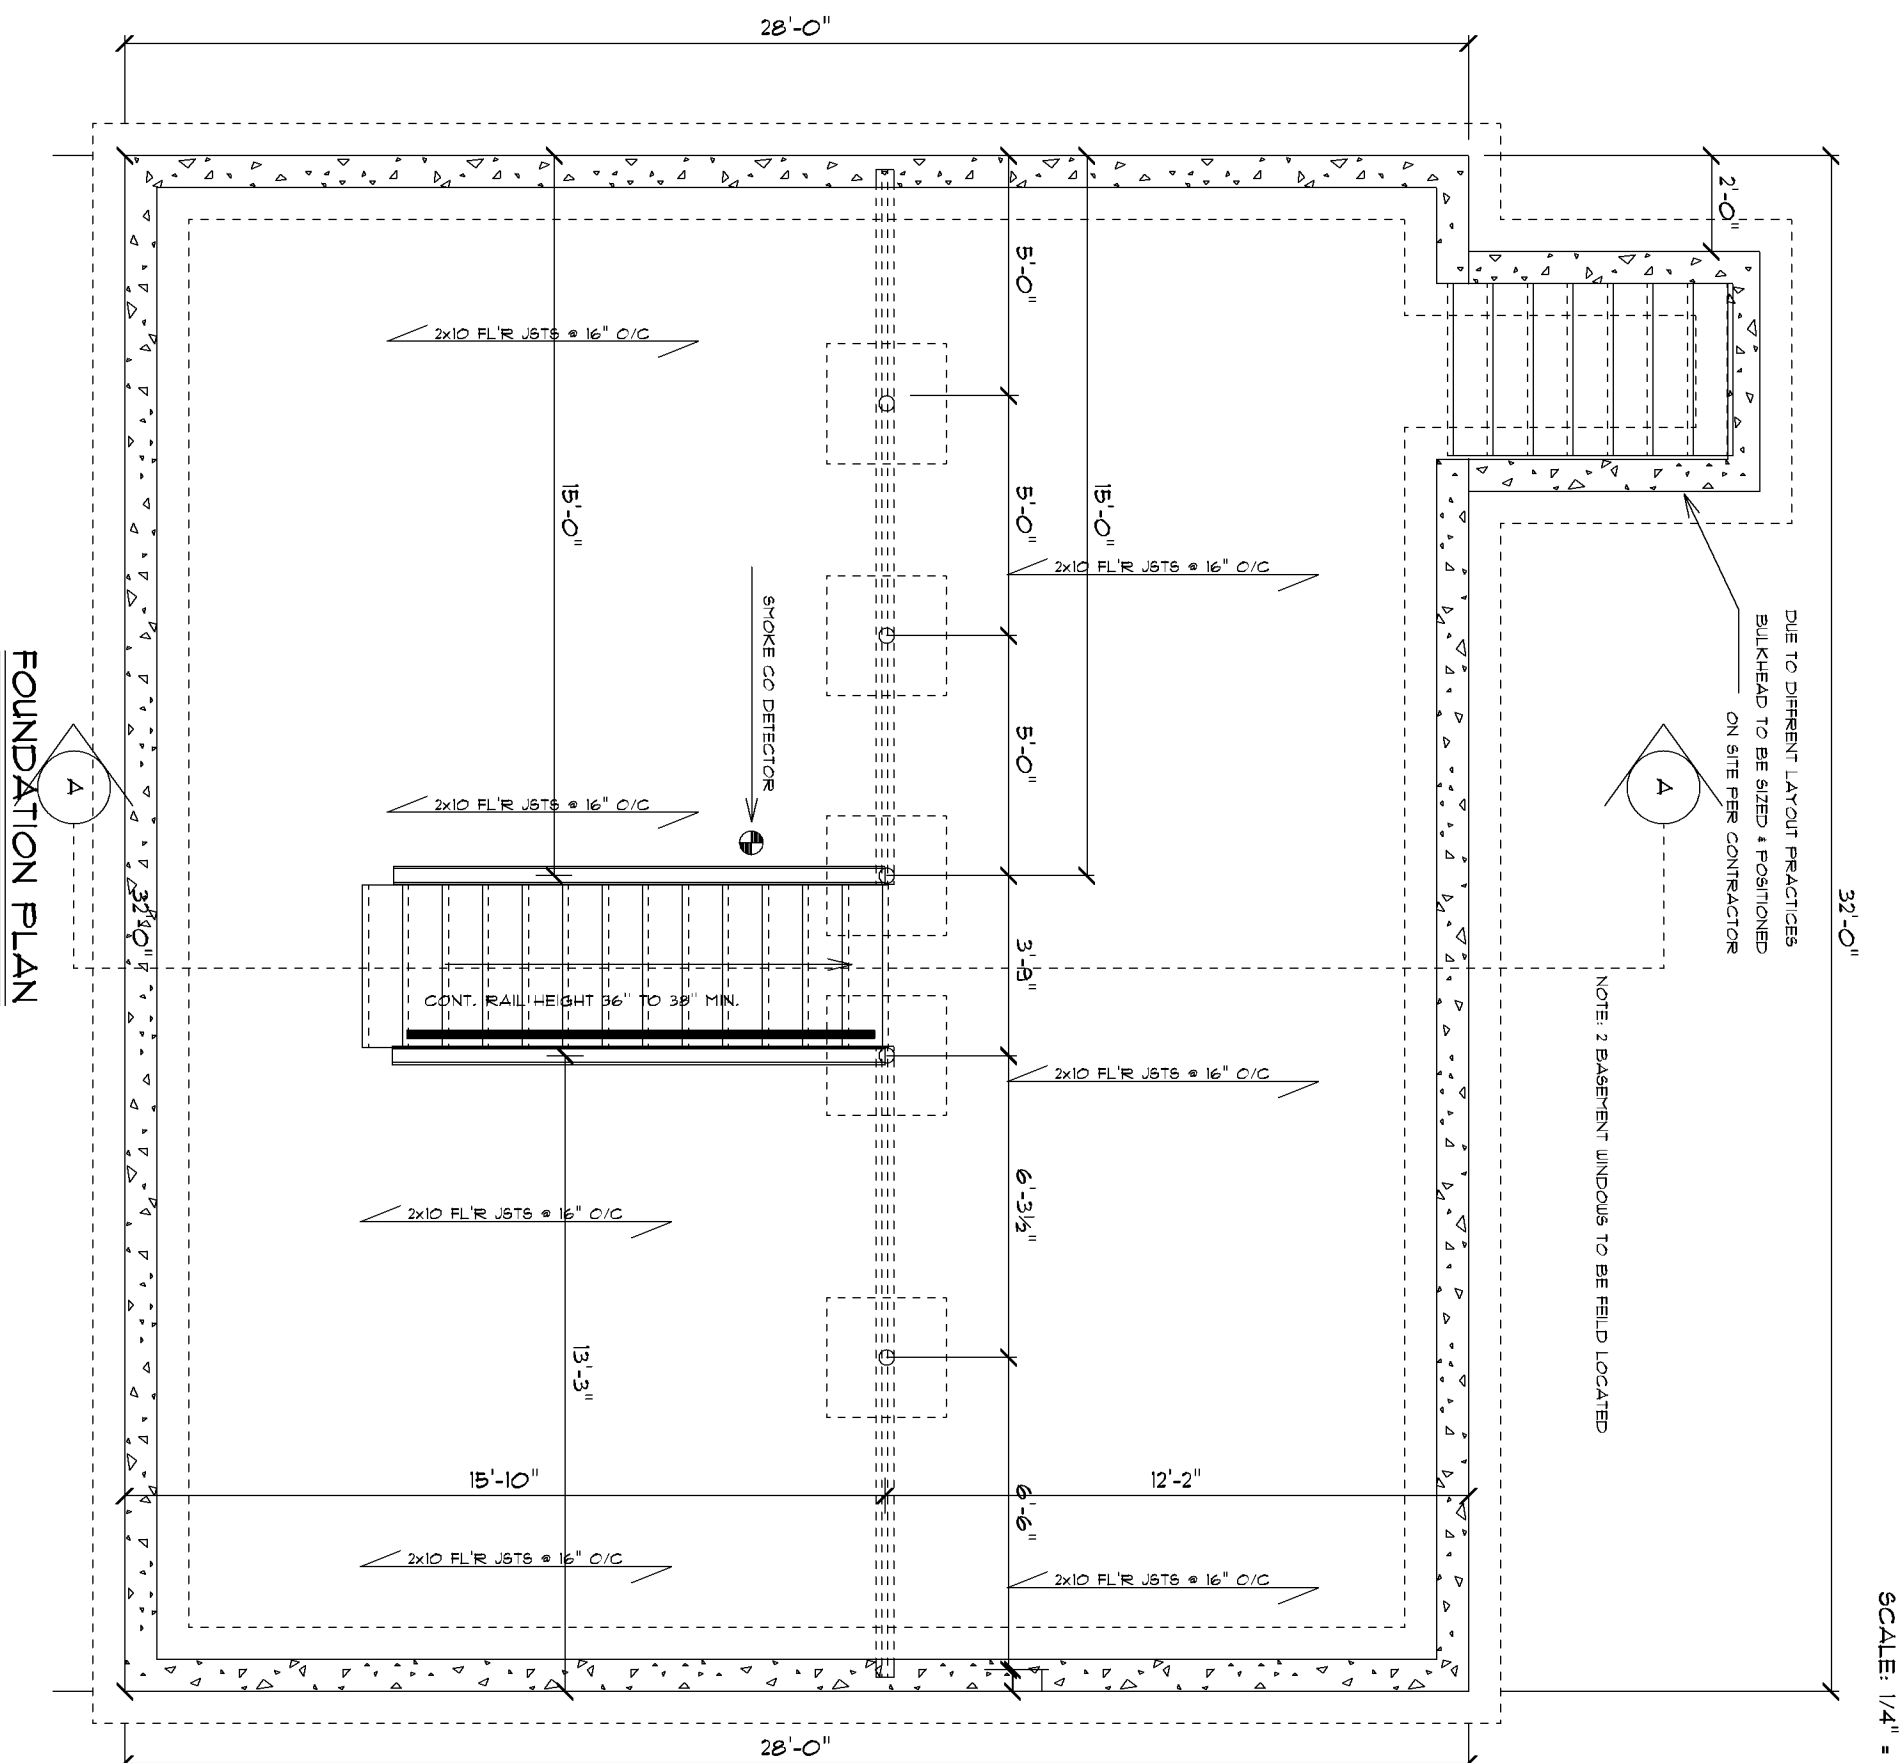 28'-0"
2'-0"
5'-0"
2x10 FL'R JSTS @ 16" O/C
15'-0"
5'-0"
15'-0"
2x10 FL'R JSTS @ 16" O/C
DUE TO DIFFRENT LAYOUT PRACTICES
BULKHEAD TO BE SIZED & POSITIONED
ON SITE PER CONTRACTOR
SMOKE CO DETECTOR
5'-0"
A
A
2x10 FL'R JSTS @ 16" O/C
FOUNDATION PLAN
32'-0"
32'-0"
3'-9"
CONT. RAIL HEIGHT 36" TO 38" MIN.
NOTE: 2 BASEMENT WINDOWS TO BE FEILD LOCATED
2x10 FL'R JSTS @ 16" O/C
6'-3½"
2x10 FL'R JSTS @ 16" O/C
13'-3"
15'-10"
12'-2"
6'-6"
2x10 FL'R JSTS @ 16" O/C
2x10 FL'R JSTS @ 16" O/C
SCALE: 1/4" =
28'-0"